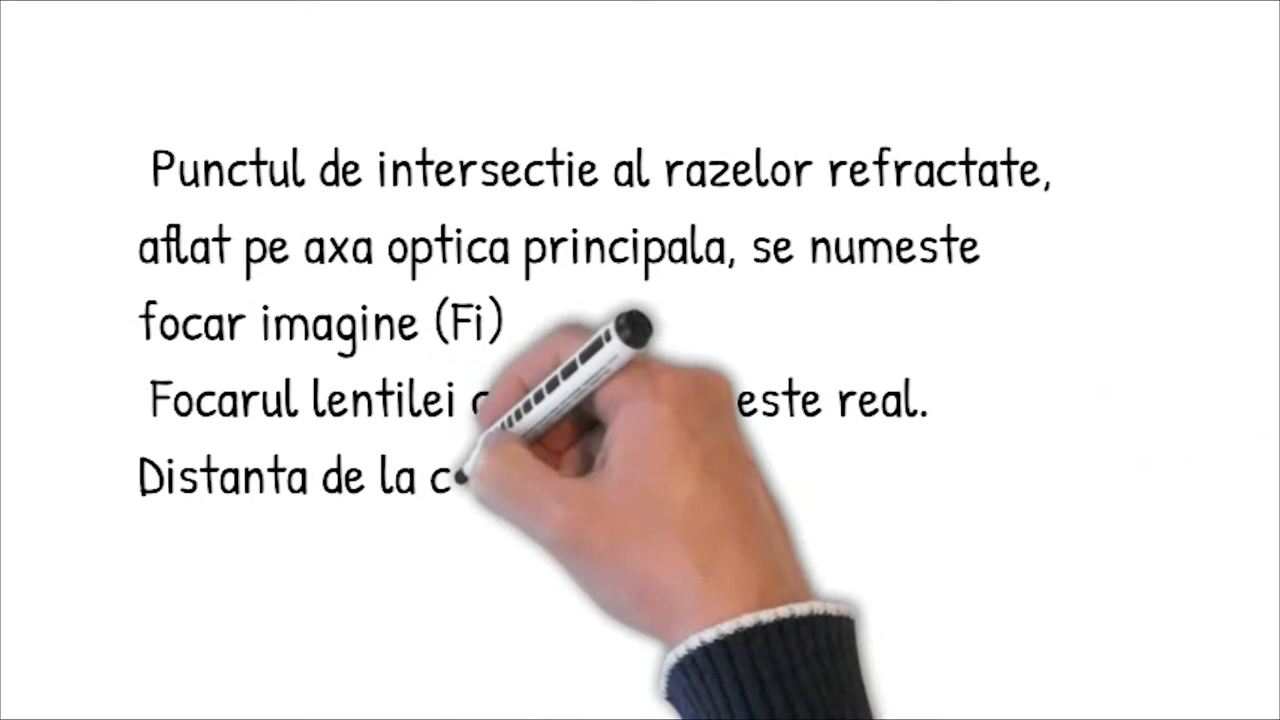 Punctul de intersectie al razelor refractate,
aflat pe axa optica principala, se numeste
focar imagine (Fi)
Focarul lentilei este real.
Distanta de la